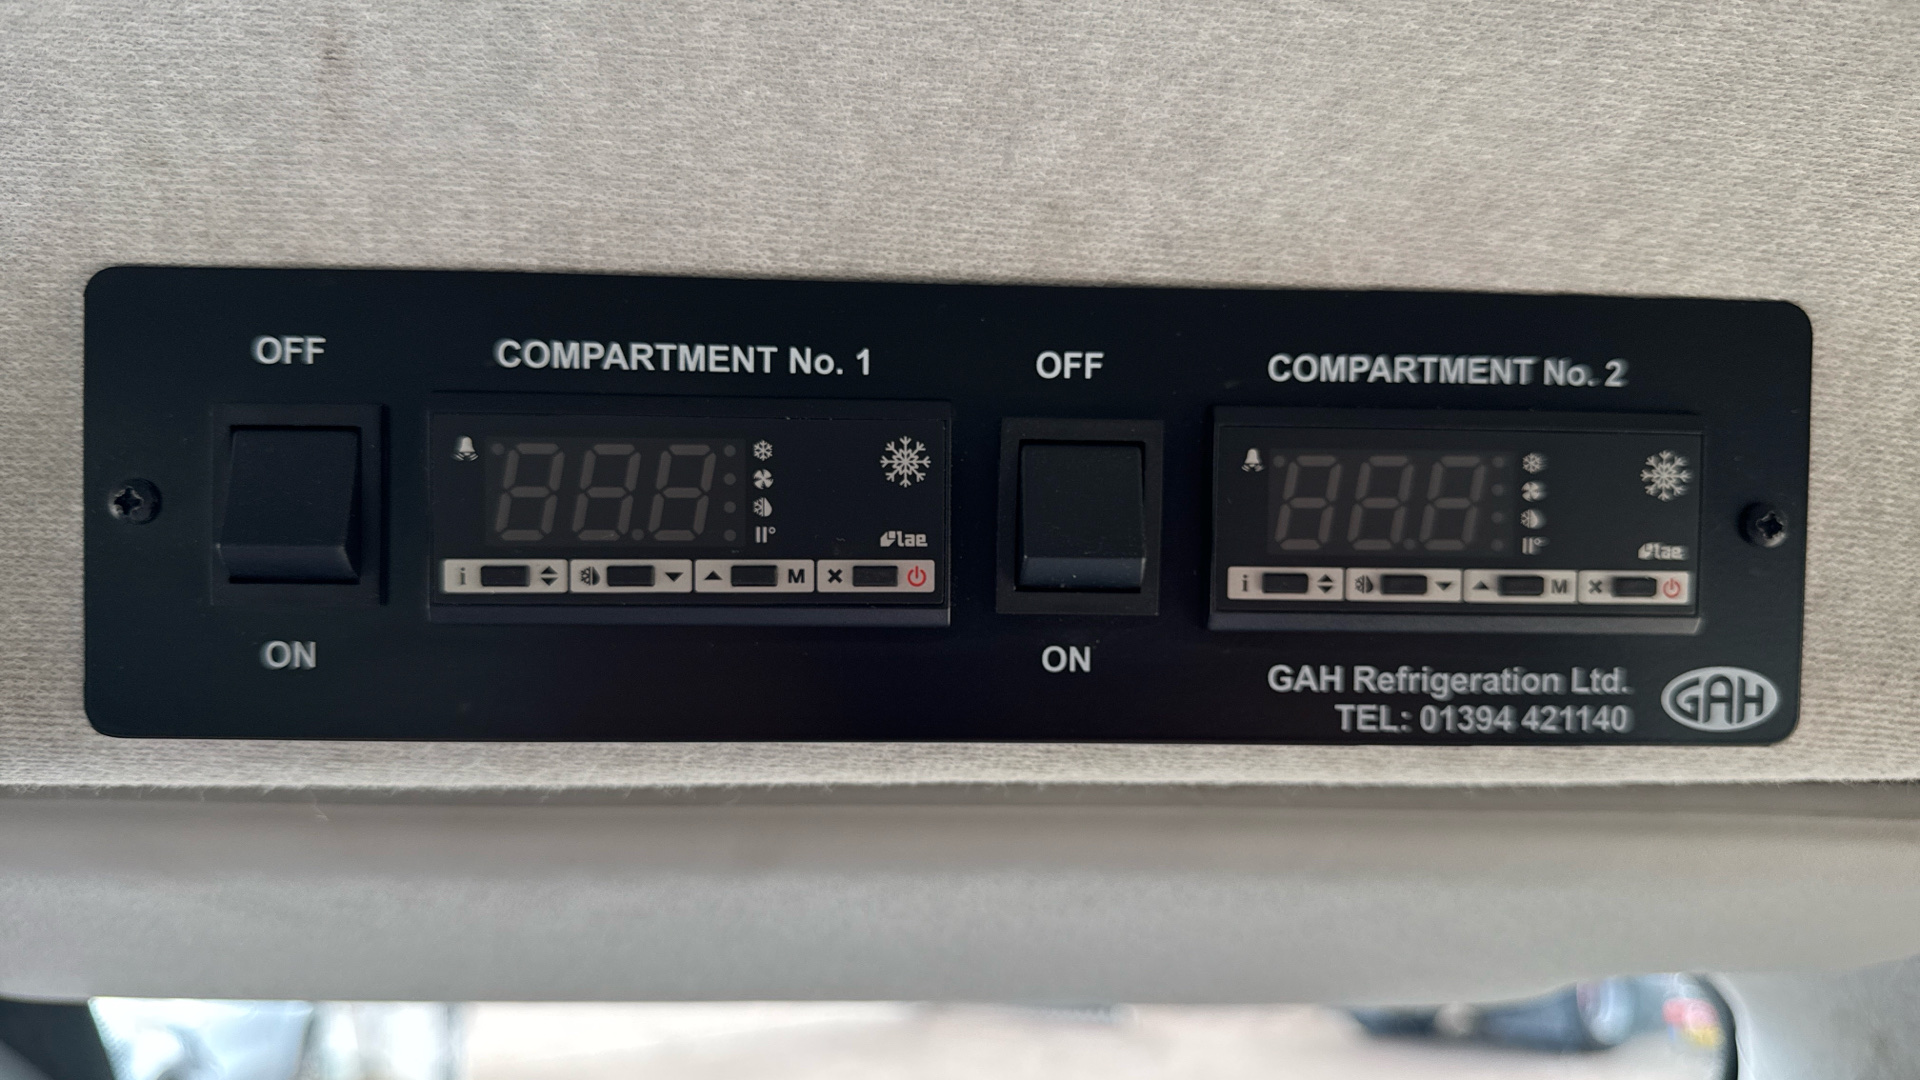 OFF
COMPARTMENT No. 1
OFF
COMPARTMENT No. 2
lae
lae
i
M
i
M
ON
ON
GAH Refrigeration Ltd.
TEL: 01394 421140
GAH